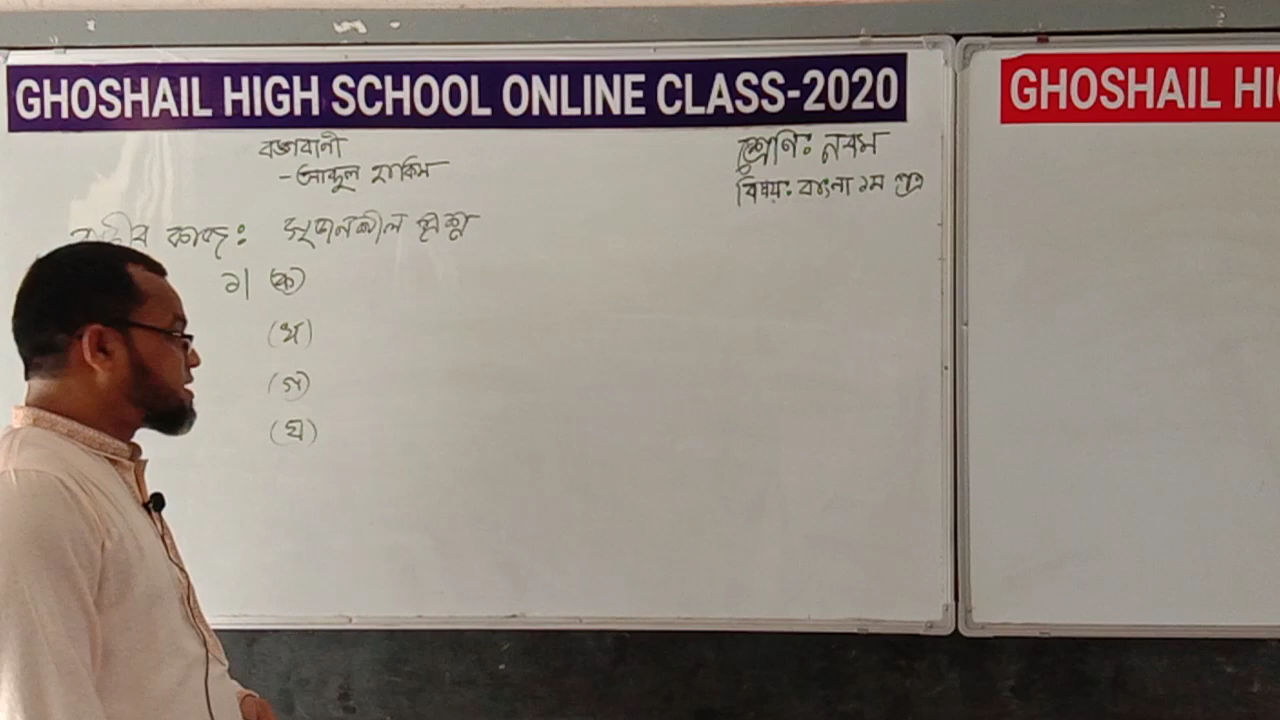 GHOSHAIL HIGH SCHOOL ONLINE CLASS-2020
GHOSHAIL HI
বঙ্গবাণী
-আব্দুল হাকিম
শ্রেণি: নবম
বিষয়: বাংলা ১ম পত্র
কাজ: সৃজনশীল প্রশ্ন
১। (ক)
(খ)
(গ)
(ঘ)